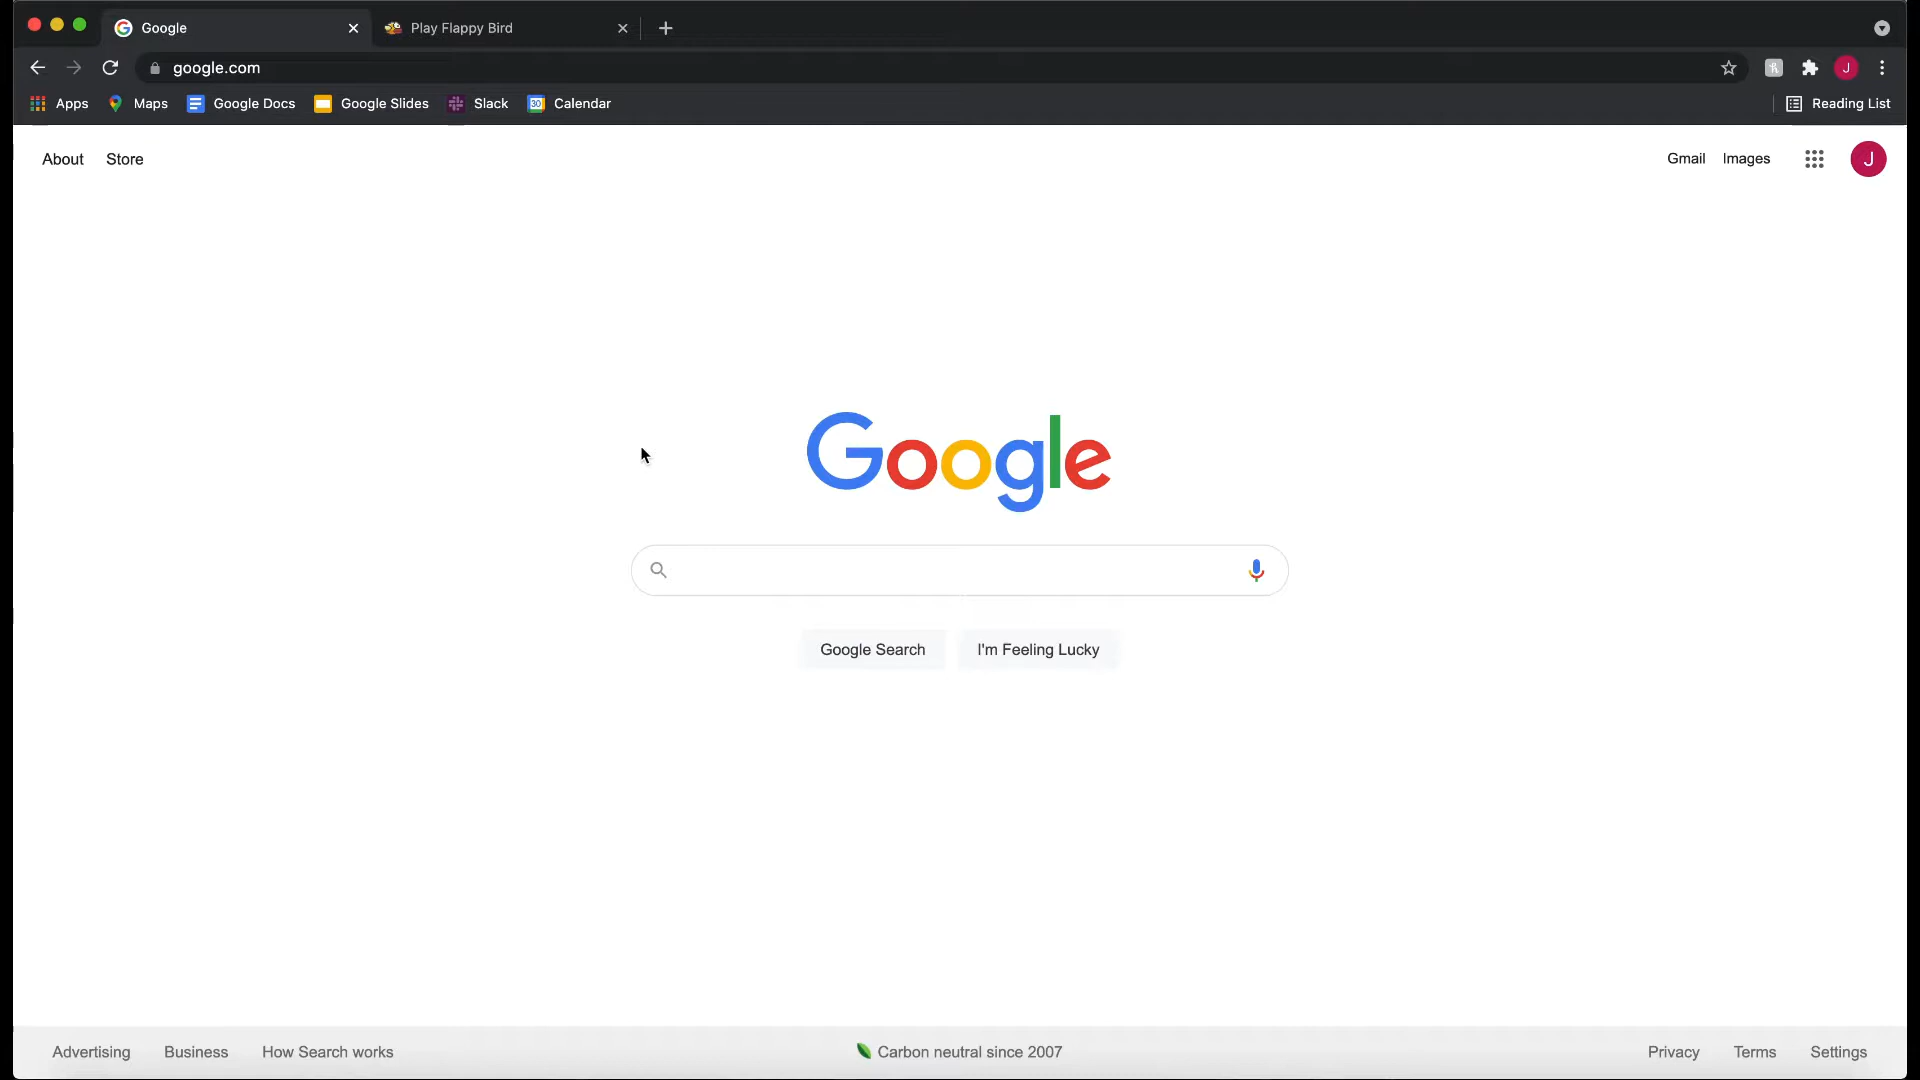 Google
Play Flappy Bird
google.com
J
Apps
Maps
Google Docs
Google Slides
Slack
30
Calendar
Reading List
About
Store
Gmail
Images
J
Google
Google Search
I'm Feeling Lucky
Advertising
Business
How Search works
Carbon neutral since 2007
Privacy
Terms
Settings